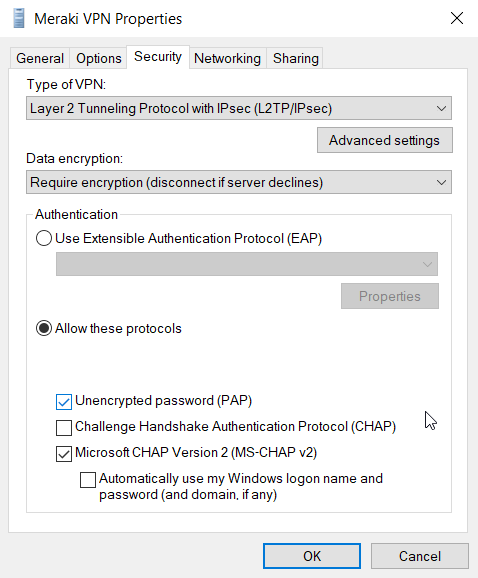 Meraki VPN Properties
General Options Security Networking Sharing
Type of VPN:
Layer 2 Tunneling Protocol with IPsec (L2TP/IPsec)
Advanced settings
Data encryption:
Require encryption (disconnect if server declines)
Authentication
Use Extensible Authentication Protocol (EAP)
Properties
Allow these protocols
Unencrypted password (PAP)
Challenge Handshake Authentication Protocol (CHAP)
Microsoft CHAP Version 2 (MS-CHAP v2)
Automatically use my Windows logon name and
password (and domain, if any)
OK Cancel